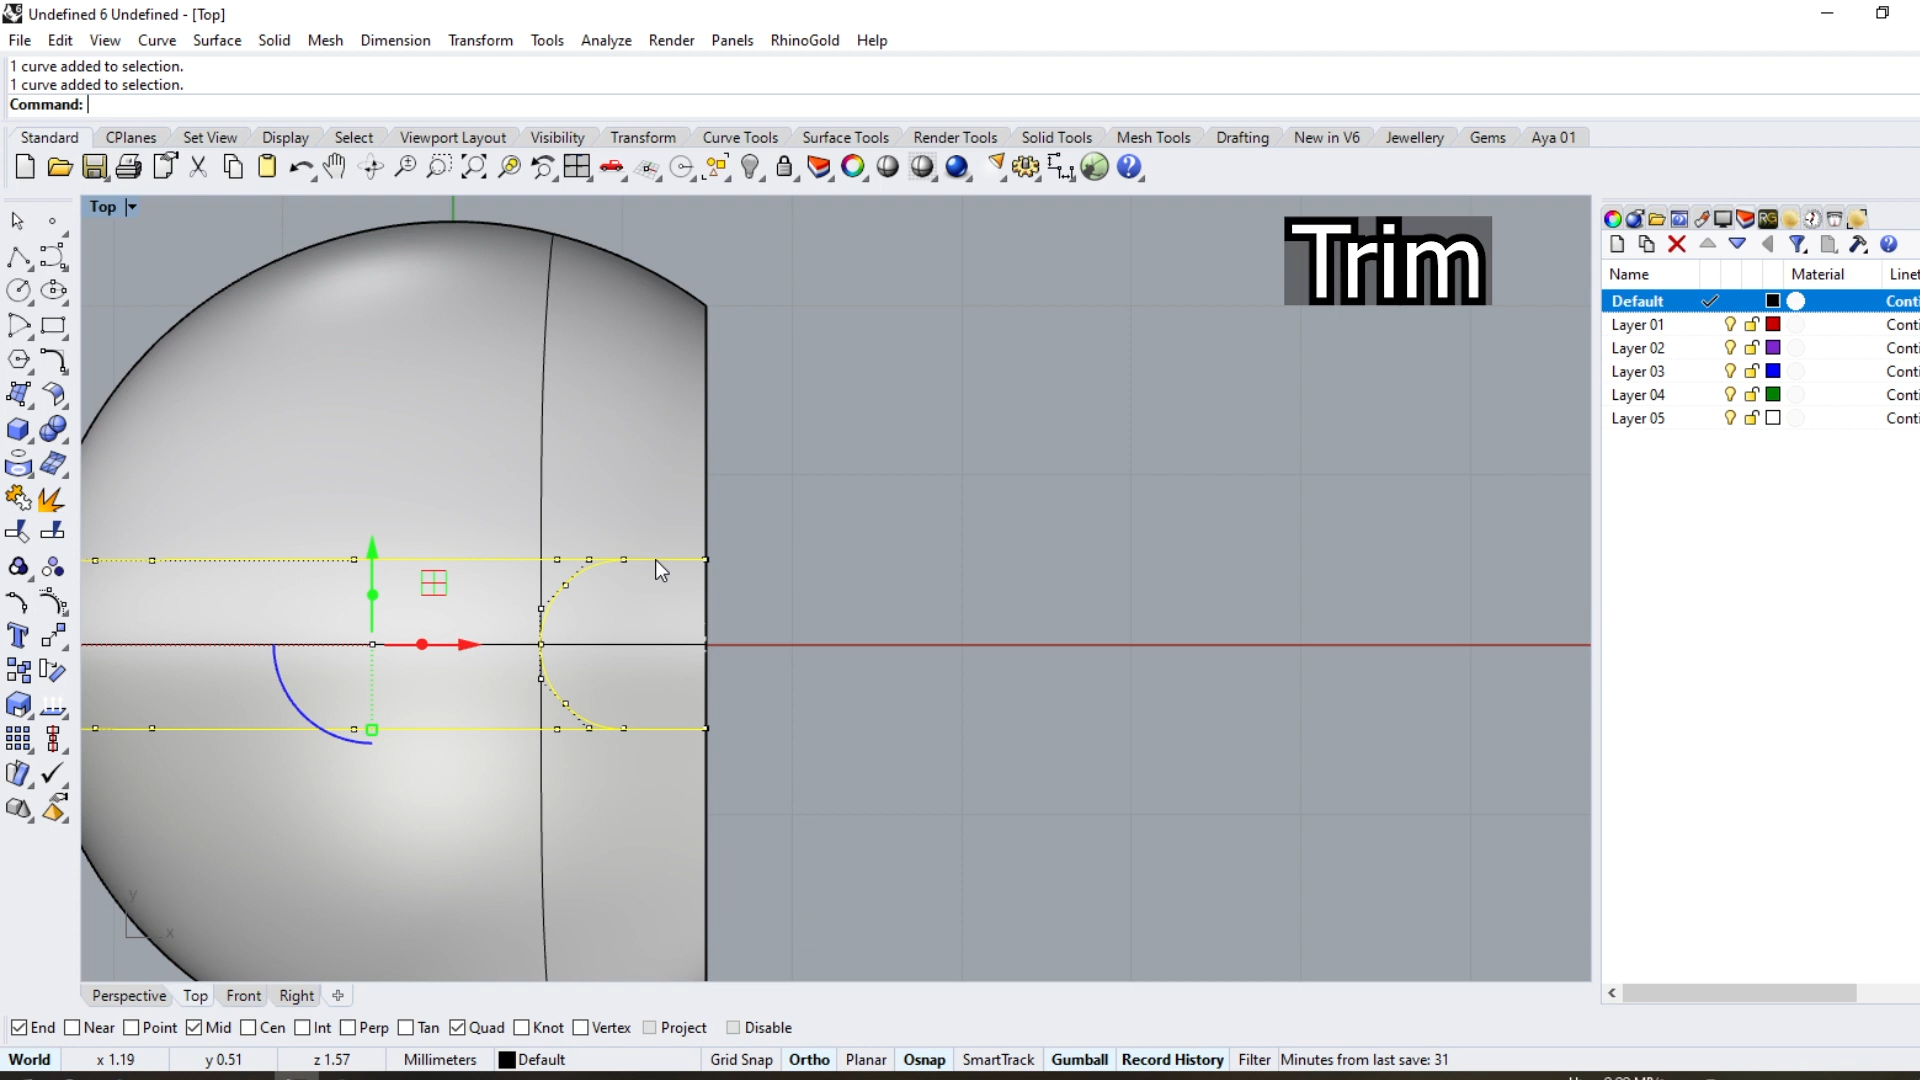 Undefined 6 Undefined - [Top]
File Edit View Curve Surface Solid Mesh Dimension Transform Tools Analyze Render Panels RhinoGold Help
1 curve added to selection.
1 curve added to selection.
Command:
Standard CPlanes Set View Display Select Viewport Layout Visibility Transform Curve Tools Surface Tools Render Tools Solid Tools Mesh Tools Drafting New in V6 Jewellery Gems Aya 01
Top
Trim
Name Material Linet
Default Conti
Layer 01 Conti
Layer 02 Conti
Layer 03 Conti
Layer 04 Conti
Layer 05 Conti
y
x
Perspective Top Front Right
End Near Point Mid Cen Int Perp Tan Quad Knot Vertex Project Disable
World x 1.19 y 0.51 z 1.57 Millimeters Default Grid Snap Ortho Planar Osnap SmartTrack Gumball Record History Filter Minutes from last save: 31